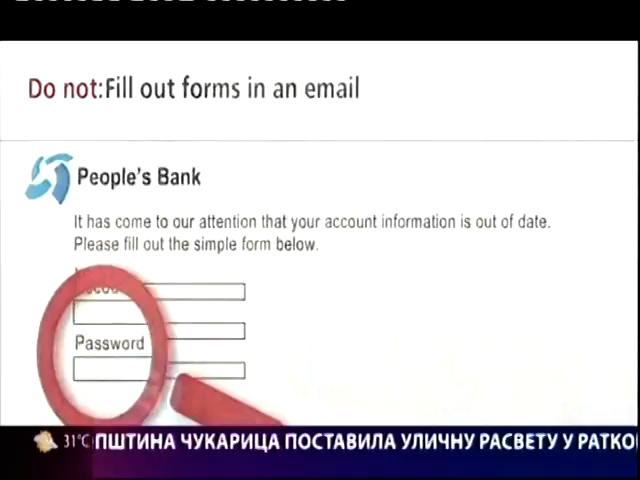 Do not:Fill out forms in an email
People's Bank
It has come to our attention that your account information is out of date.
Please fill out the simple form below.
Password
31°C
ПШТИНА ЧУКАРИЦА ПОСТАВИЛА УЛИЧНУ РАСВЕТУ У РАТКО